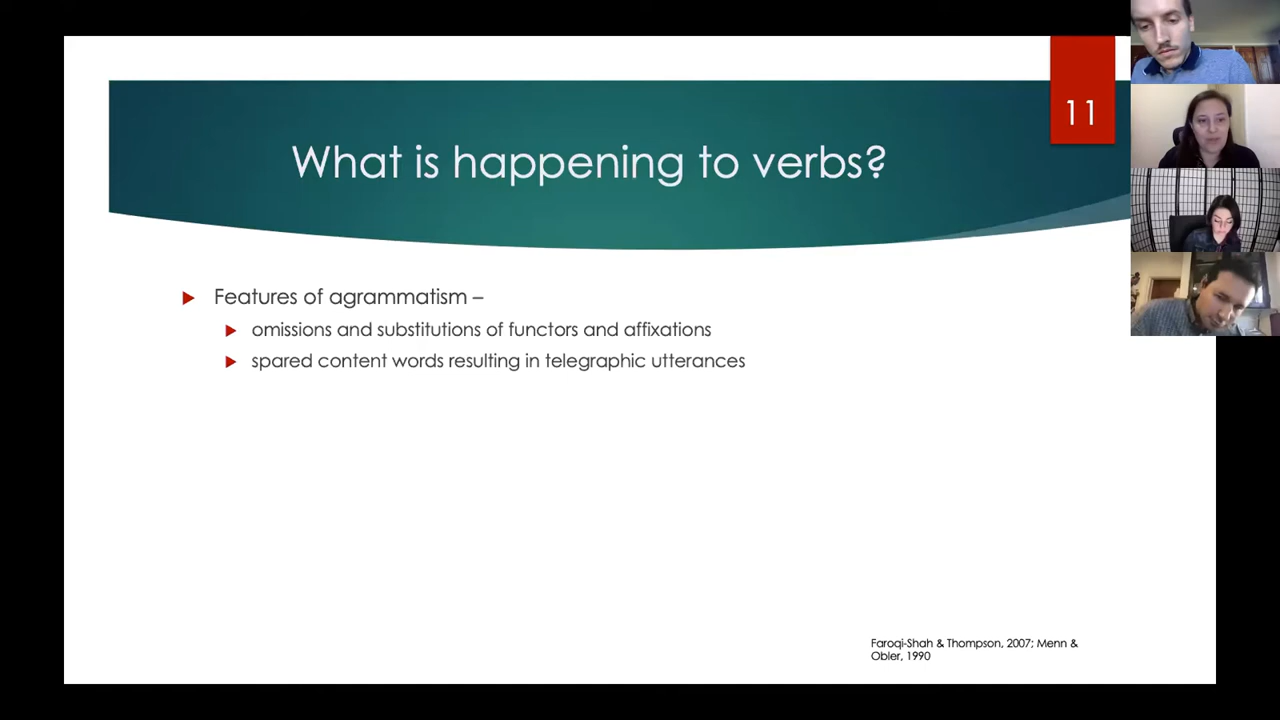 11
What is happening to verbs?
Features of agrammatism –
omissions and substitutions of functors and affixations
spared content words resulting in telegraphic utterances
Faroqi-Shah & Thompson, 2007; Menn &
Obler, 1990